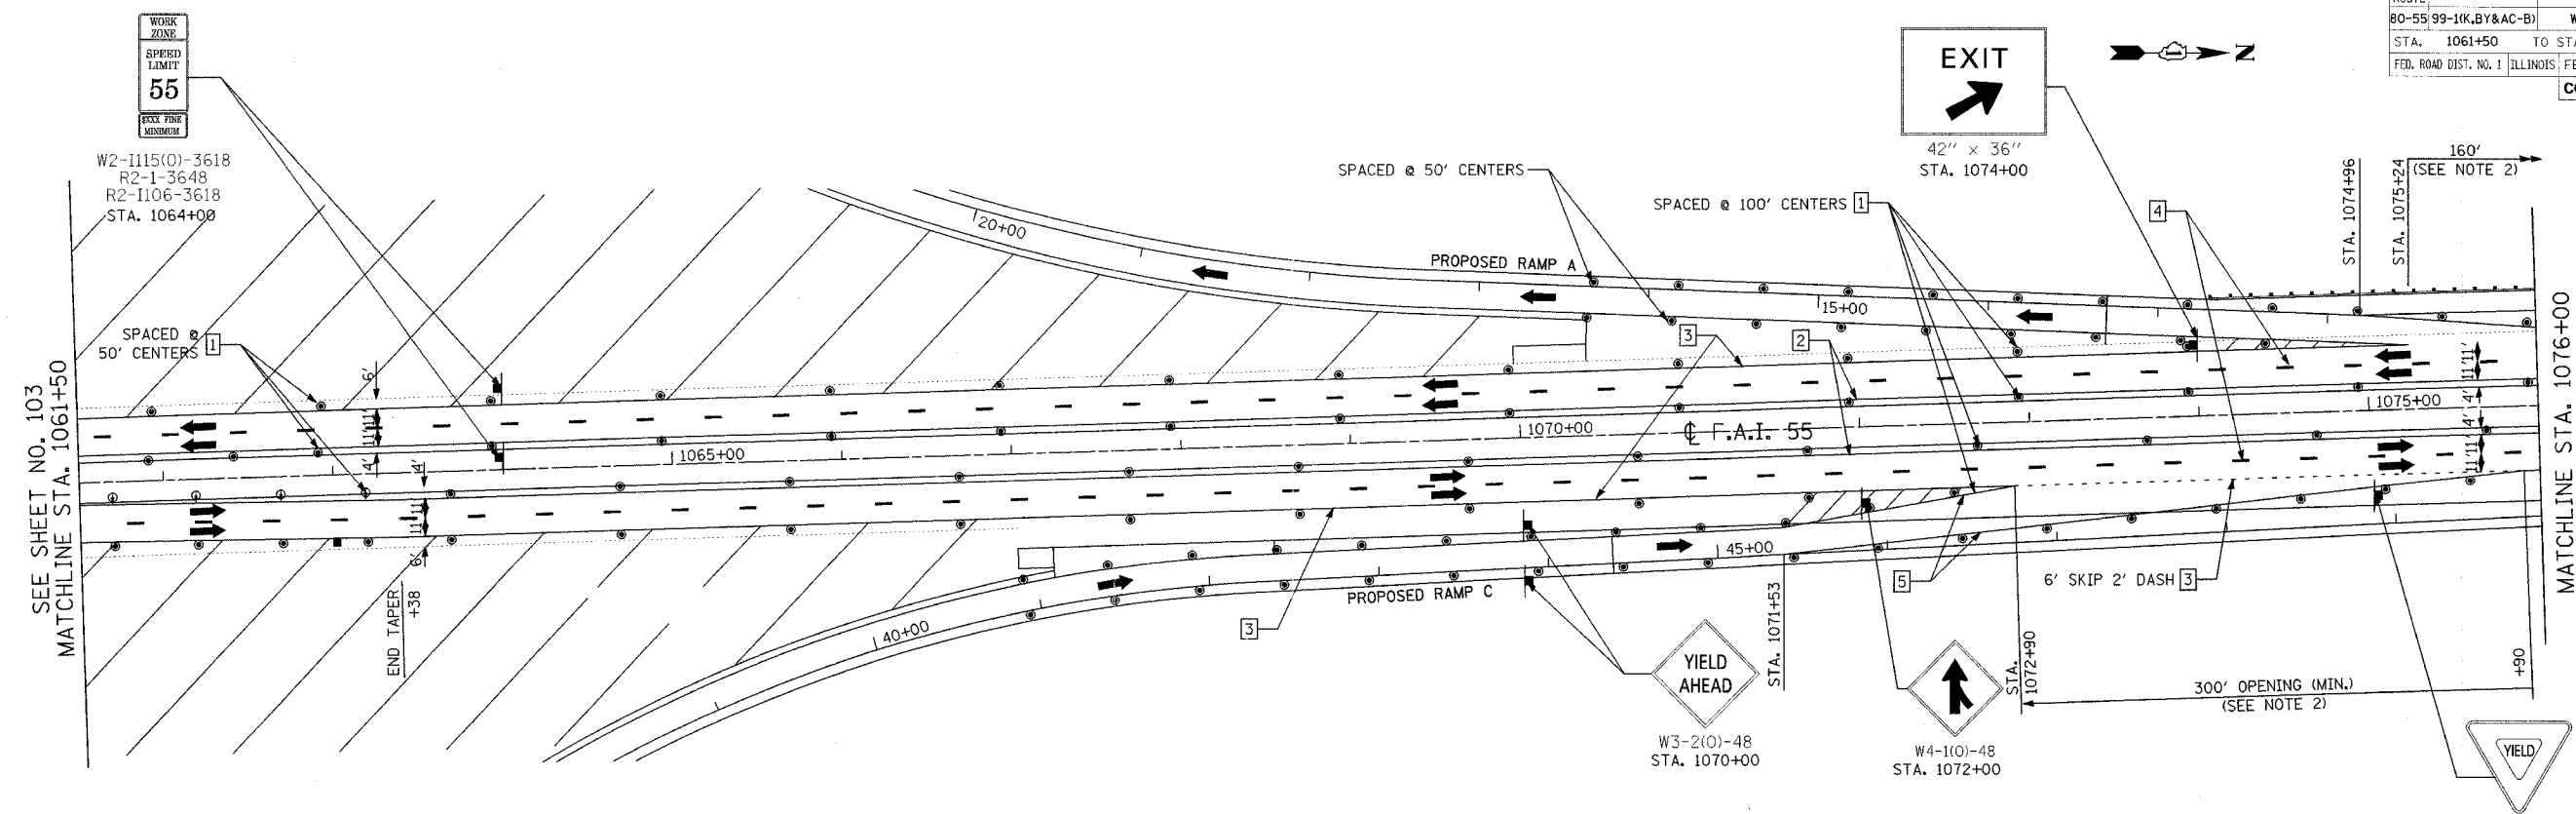 WORK
ZONE
SPEED
LIMIT
55
$XXX FINE
MINIMUM
W2-I115(O)-3618
R2-1-3648
R2-I106-3618
STA. 1064+00
80-55 99-1(K,BY&AC-B)
STA. 1061+50 TO
FED. ROAD DIST. NO. 1 ILLINOIS
EXIT
42" x 36"
STA. 1074+00
N
160'
(SEE NOTE 2)
STA. 1074+96
STA. 1075+24
SPACED @ 50' CENTERS
SPACED @ 100' CENTERS 1
4
20+00
PROPOSED RAMP A
15+00
3
2
SPACED @
50' CENTERS 1
6'
11'
11'
4'
4'
11'
11'
6'
11'
11'
4'
4'
11'
11'
1065+00
1070+00
℄ F.A.I. 55
1075+00
SEE SHEET NO. 103
MATCHLINE STA. 1061+50
MATCHLINE STA. 1076+00
END TAPER
+38
40+00
45+00
PROPOSED RAMP C
3
5
6' SKIP 2' DASH 3
STA. 1071+53
STA.
1072+90
+90
300' OPENING (MIN.)
(SEE NOTE 2)
YIELD
AHEAD
W3-2(O)-48
STA. 1070+00
W4-1(O)-48
STA. 1072+00
YIELD